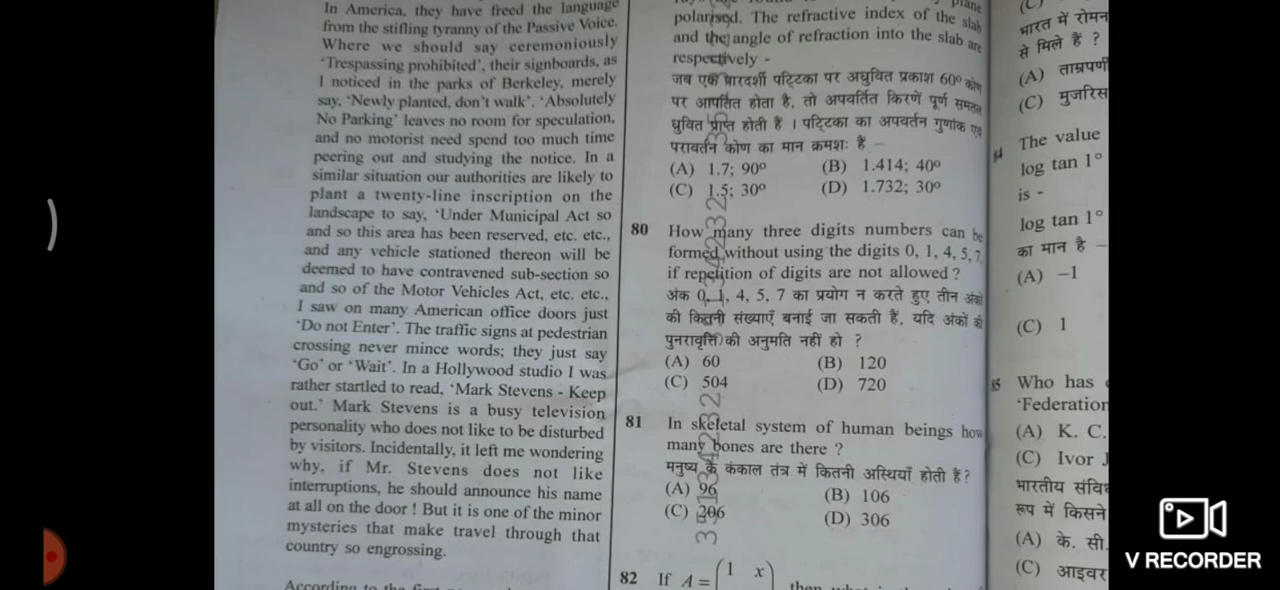 In America, they have freed the language
from the stifling tyranny of the Passive Voice.
Where we should say ceremoniously
‘Trespassing prohibited’, their signboards, as
I noticed in the parks of Berkeley, merely
say, ‘Newly planted, don’t walk’. ‘Absolutely
No Parking’ leaves no room for speculation,
and no motorist need spend too much time
peering out and studying the notice. In a
similar situation our authorities are likely to
plant a twenty-line inscription on the
landscape to say, ‘Under Municipal Act so
and so this area has been reserved, etc. etc.,
and any vehicle stationed thereon will be
deemed to have contravened sub-section so
and so of the Motor Vehicles Act, etc. etc.,
I saw on many American office doors just
‘Do not Enter’. The traffic signs at pedestrian
crossing never mince words; they just say
‘Go’ or ‘Wait’. In a Hollywood studio I was
rather startled to read, ‘Mark Stevens - Keep
out.’ Mark Stevens is a busy television
personality who does not like to be disturbed
by visitors. Incidentally, it left me wondering
why, if Mr. Stevens does not like
interruptions, he should announce his name
at all on the door ! But it is one of the minor
mysteries that make travel through that
country so engrossing.
According to the first
plane
polarised. The refractive index of the slab
and the angle of refraction into the slab are
respectively -
जब एक पारदर्शी पट्टिका पर अध्रुवित प्रकाश 60º कोण
पर आपतित होता है, तो अपवर्तित किरणें पूर्ण समतल
ध्रुवित प्राप्त होती हैं । पट्टिका का अपवर्तन गुणांक एवं
परावर्तन कोण का मान क्रमशः हैं –
(A) 1.7; 90º (B) 1.414; 40º
(C) 1.5; 30º (D) 1.732; 30º
80 How many three digits numbers can be
formed without using the digits 0, 1, 4, 5, 7,
if repetition of digits are not allowed ?
अंक 0, 1, 4, 5, 7 का प्रयोग न करते हुए तीन अंकों
की कितनी संख्याएँ बनाई जा सकती हैं, यदि अंकों की
पुनरावृत्ति की अनुमति नहीं हो ?
(A) 60 (B) 120
(C) 504 (D) 720
81 In skeletal system of human beings how
many bones are there ?
मनुष्य के कंकाल तंत्र में कितनी अस्थियाँ होती हैं?
(A) 96 (B) 106
(C) 206 (D) 306
82 If A = (1 x)
(C)
भारत में रोमन
से मिले हैं ?
(A) ताम्रपर्णी
(C) मुजरिस
The value
log tan 1°
is -
log tan 1°
का मान है –
(A) −1
(C) 1
Who has
‘Federation
(A) K. C.
(C) Ivor J
भारतीय संवि
रूप में किसने
(A) के. सी.
(C) आइवर
V RECORDER